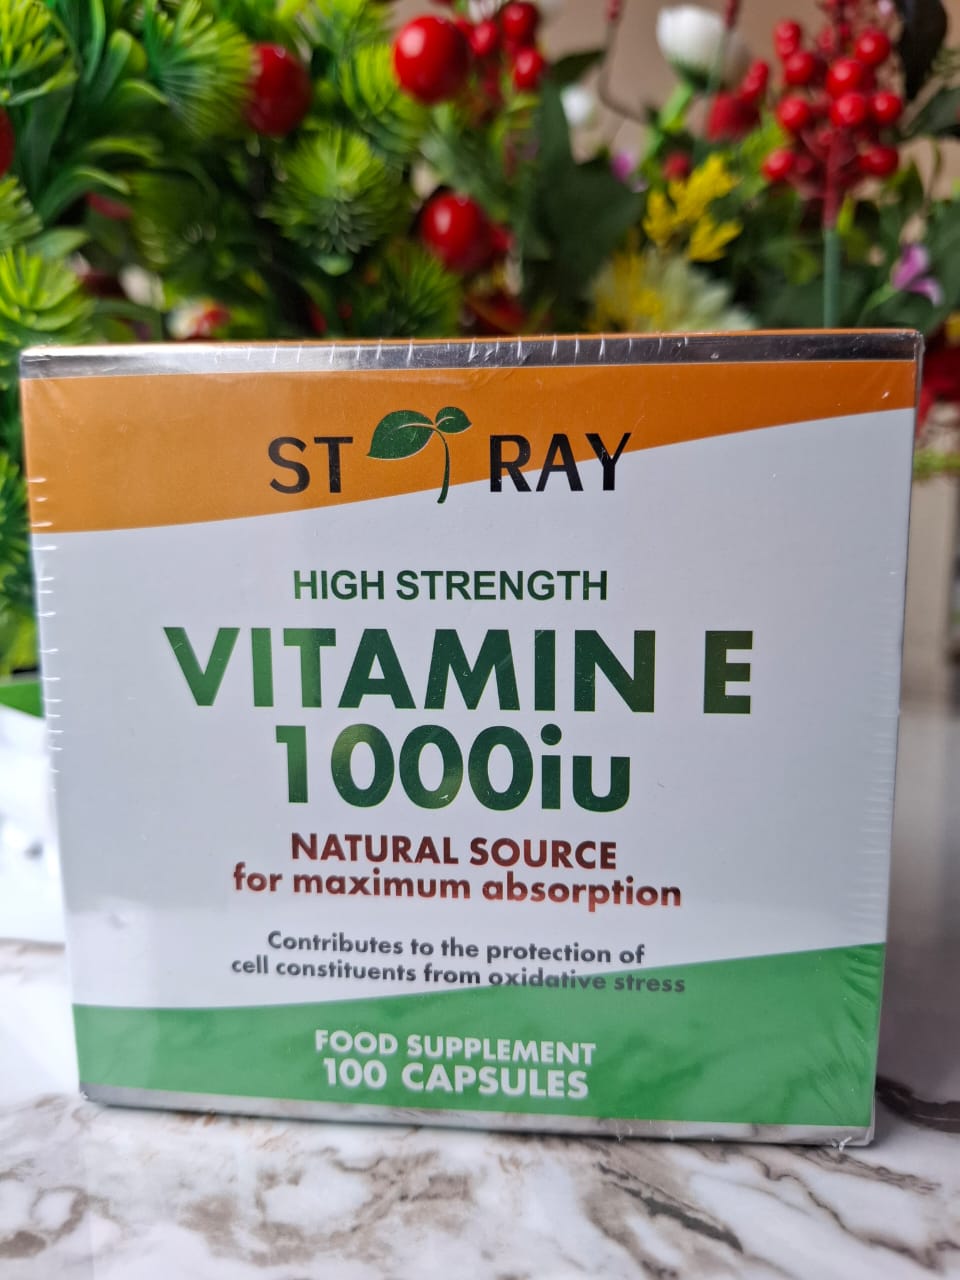 ST RAY
HIGH STRENGTH
VITAMIN E
1000iu
NATURAL SOURCE
for maximum absorption
Contributes to the protection of
cell constituents from oxidative stress
FOOD SUPPLEMENT
100 CAPSULES